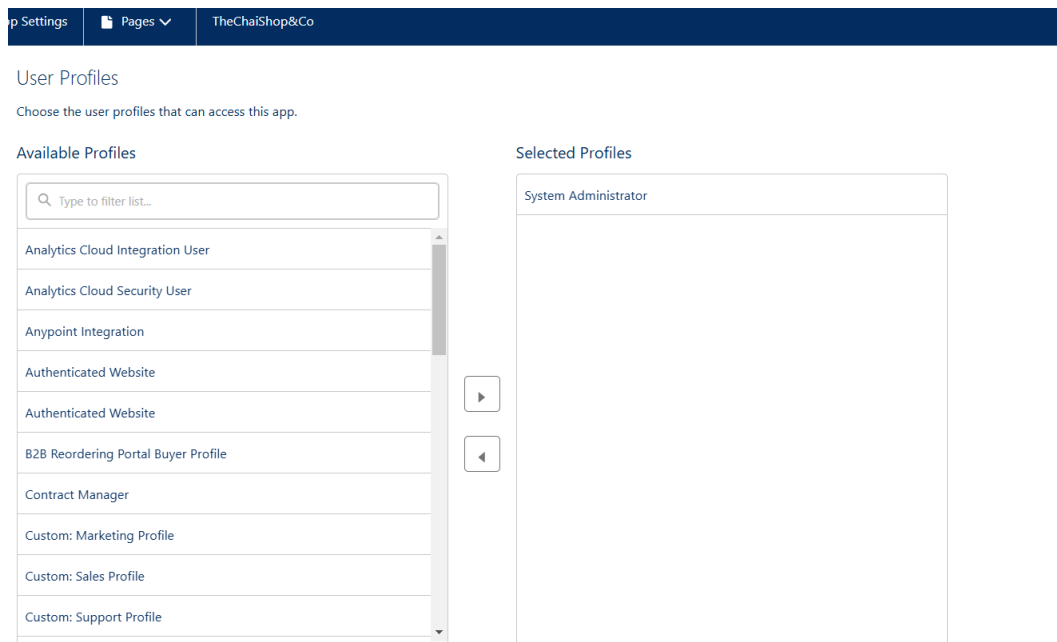 p Settings
Pages
TheChaiShop&Co
User Profiles
Choose the user profiles that can access this app.
Available Profiles
Type to filter list...
Analytics Cloud Integration User
Analytics Cloud Security User
Anypoint Integration
Authenticated Website
Authenticated Website
B2B Reordering Portal Buyer Profile
Contract Manager
Custom: Marketing Profile
Custom: Sales Profile
Custom: Support Profile
Selected Profiles
System Administrator